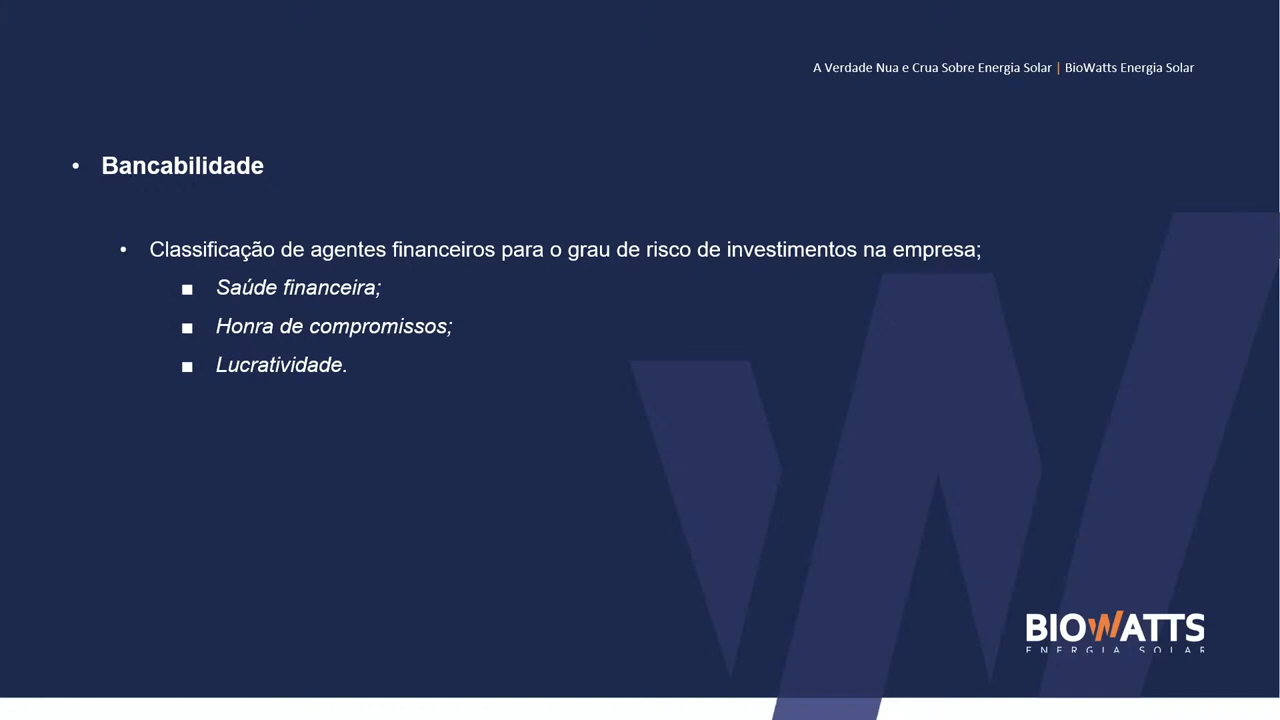 A Verdade Nua e Crua Sobre Energia Solar | BioWatts Energia Solar
• Bancabilidade
• Classificação de agentes financeiros para o grau de risco de investimentos na empresa;
■ Saúde financeira;
■ Honra de compromissos;
■ Lucratividade.
BIOWATTS
ENERGIA SOLAR